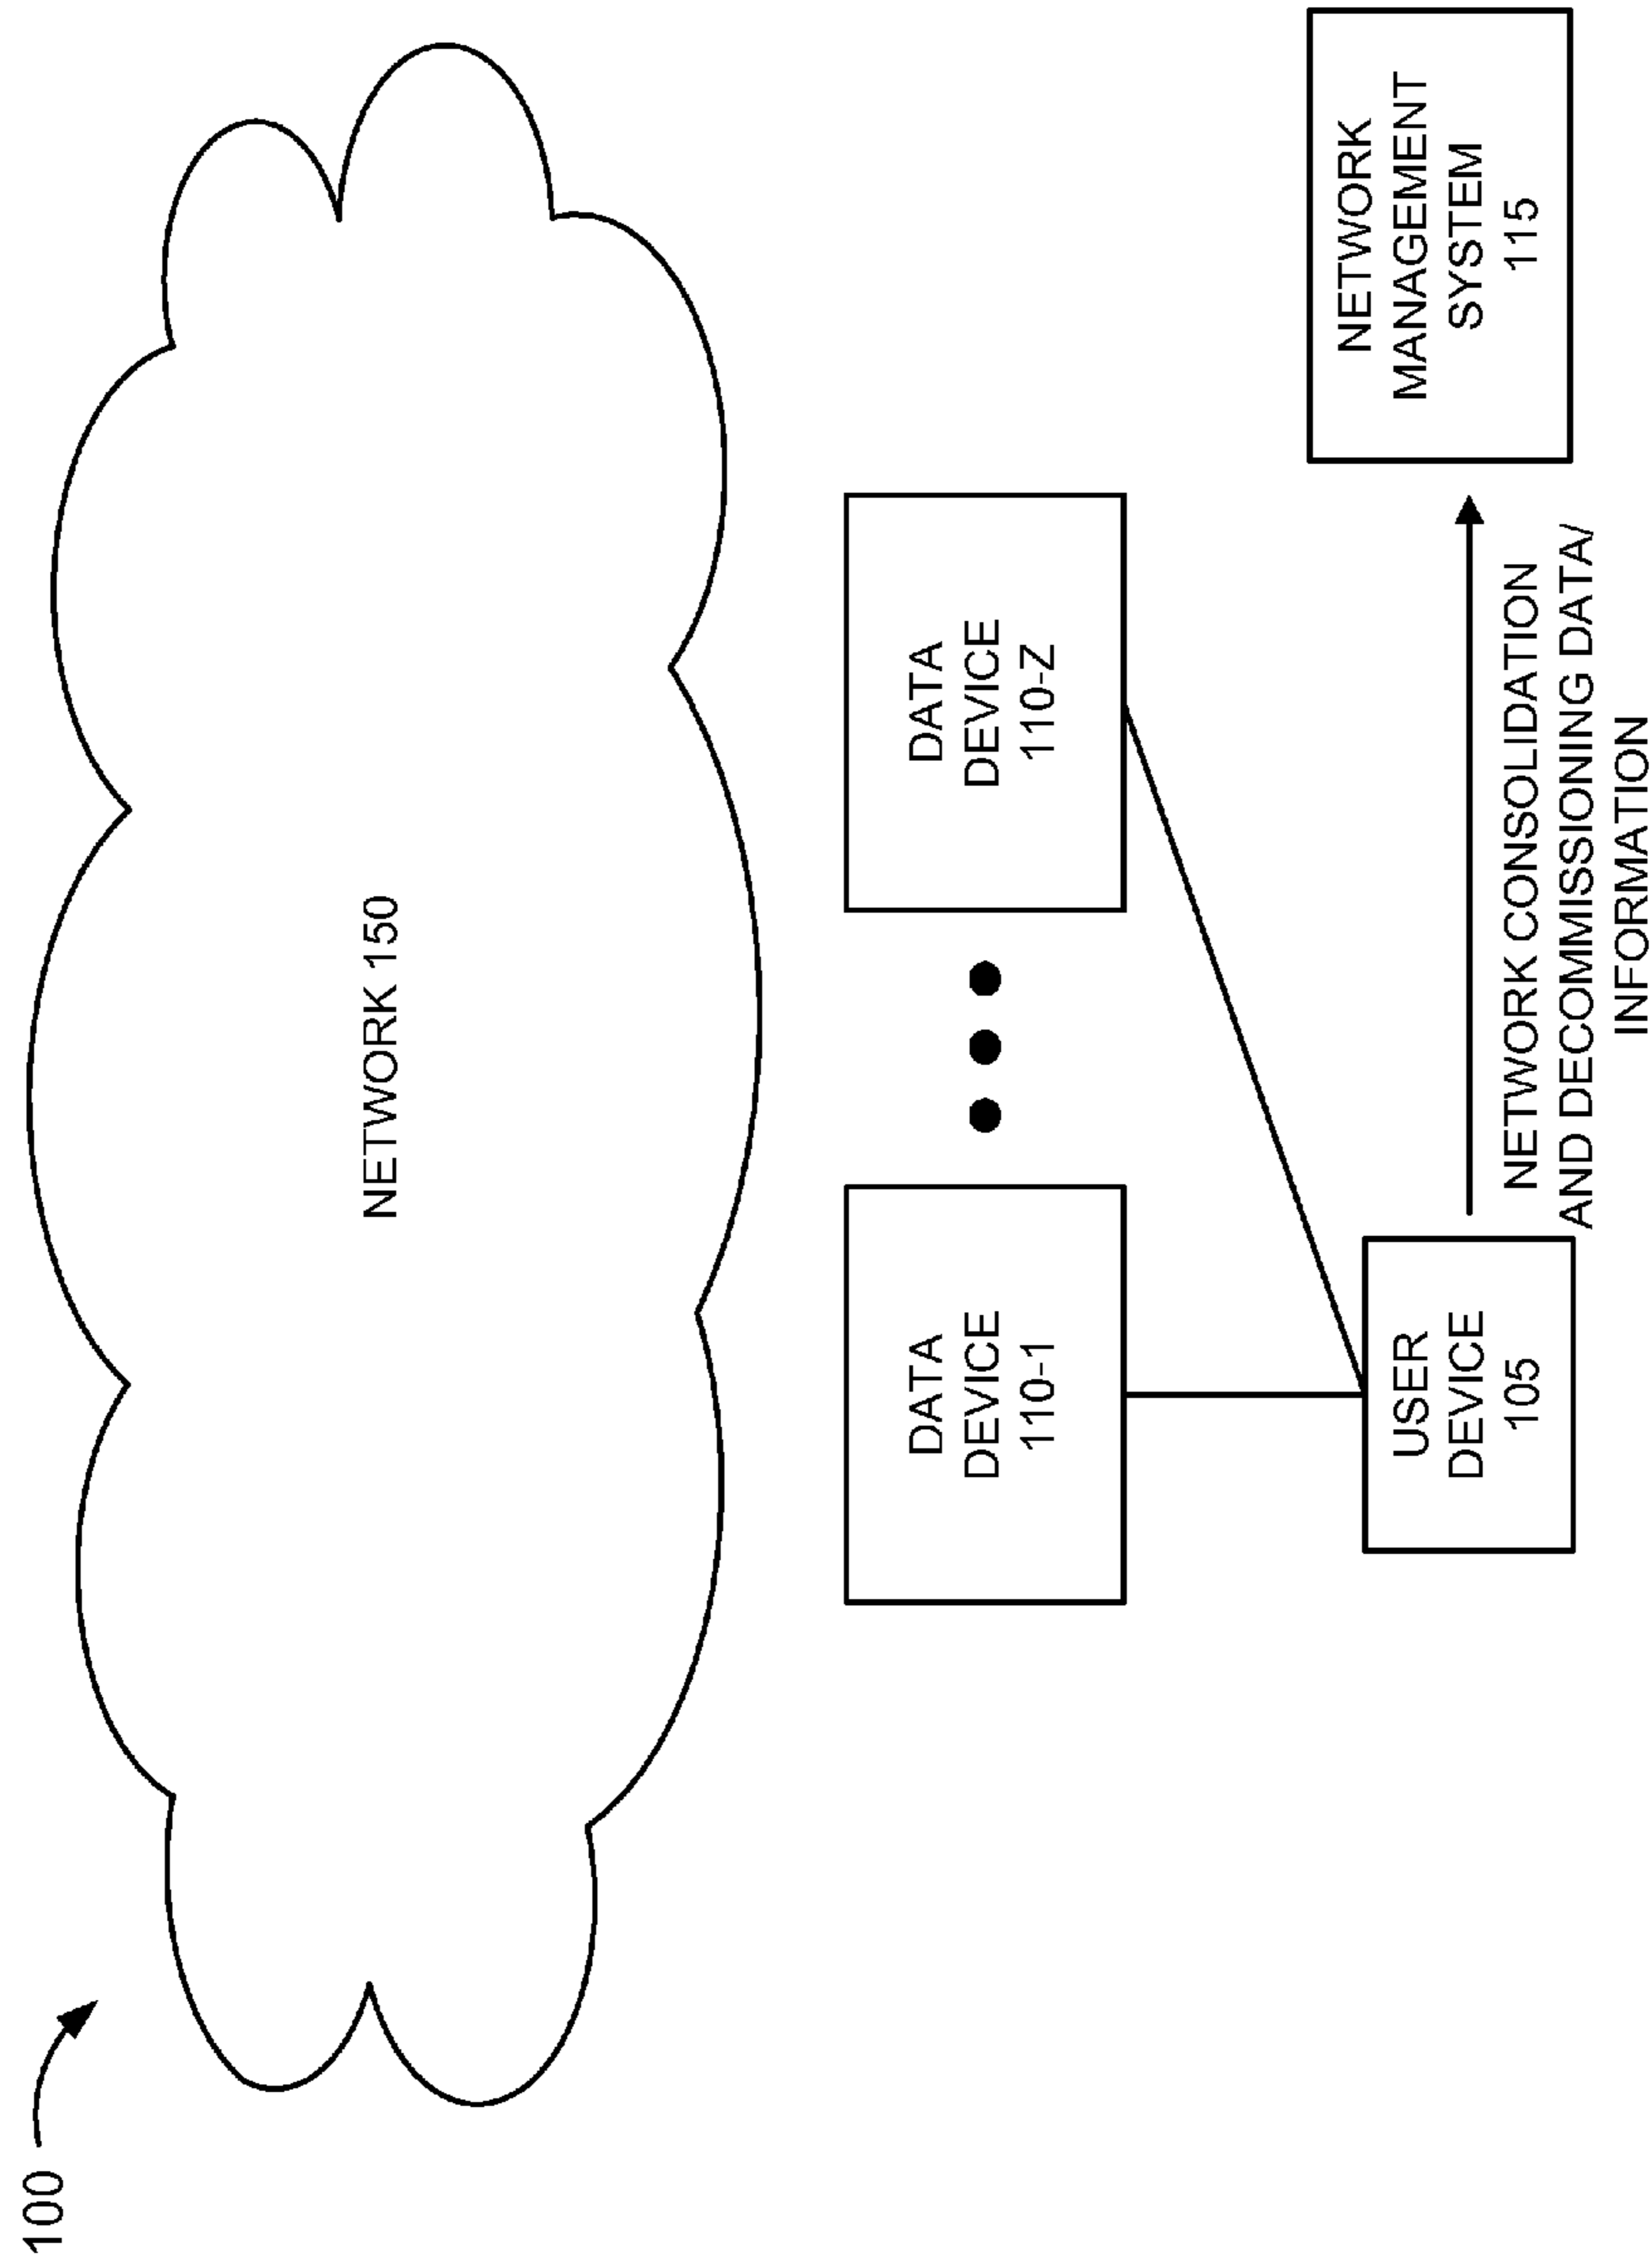 100
NETWORK 150
DATA
DEVICE
110-1
DATA
DEVICE
110-Z
USER
DEVICE
105
NETWORK CONSOLIDATION
AND DECOMMISSIONING DATA/
INFORMATION
NETWORK
MANAGEMENT
SYSTEM
115